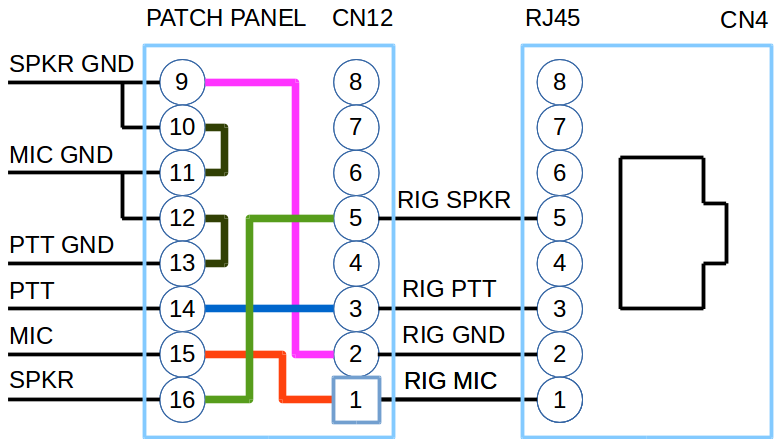 PATCH PANEL CN12 RJ45 CN4
SPKR GND 9 8 8
10 7 7
MIC GND 11 6 6
12 5 RIG SPKR 5
PTT GND 13 4 4
PTT 14 3 RIG PTT 3
MIC 15 2 RIG GND 2
SPKR 16 1 RIG MIC 1